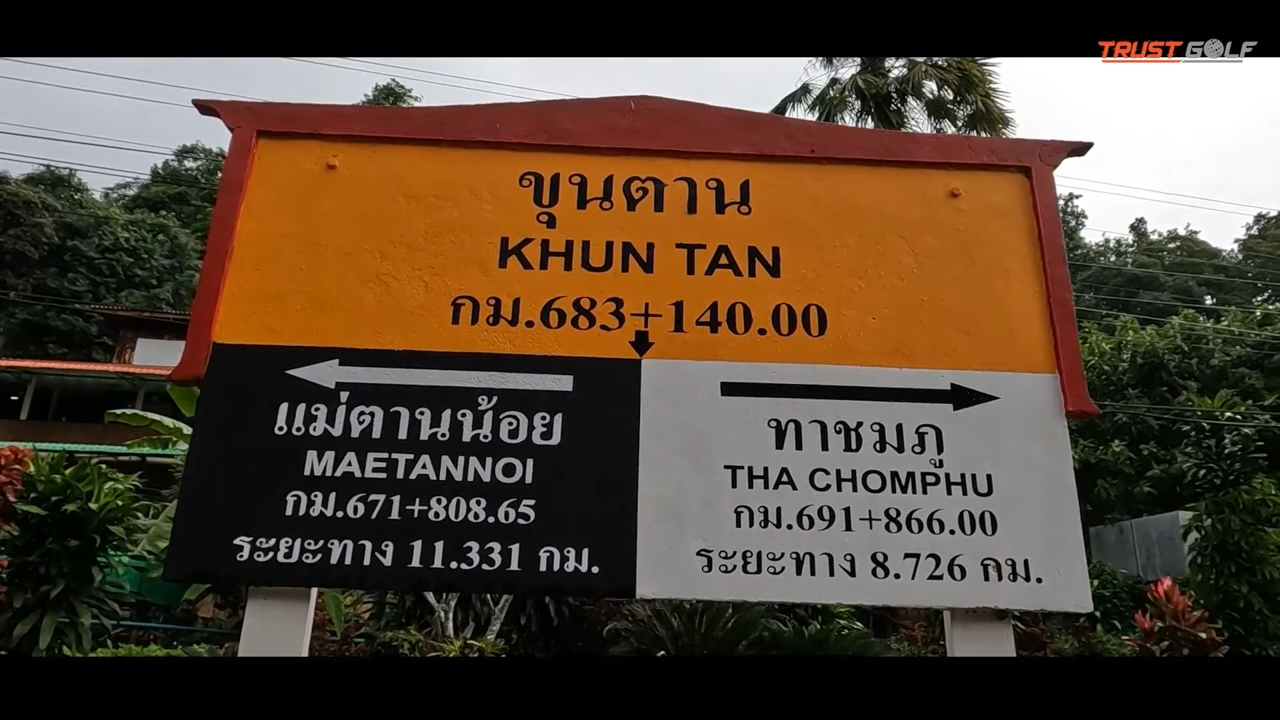 TRUST GOLF
ขุนตาน
KHUN TAN
กม.683+140.00
แม่ตานน้อย
MAETANNOI
กม.671+808.65
ระยะทาง 11.331 กม.
ทาชมภู
THA CHOMPHU
กม.691+866.00
ระยะทาง 8.726 กม.